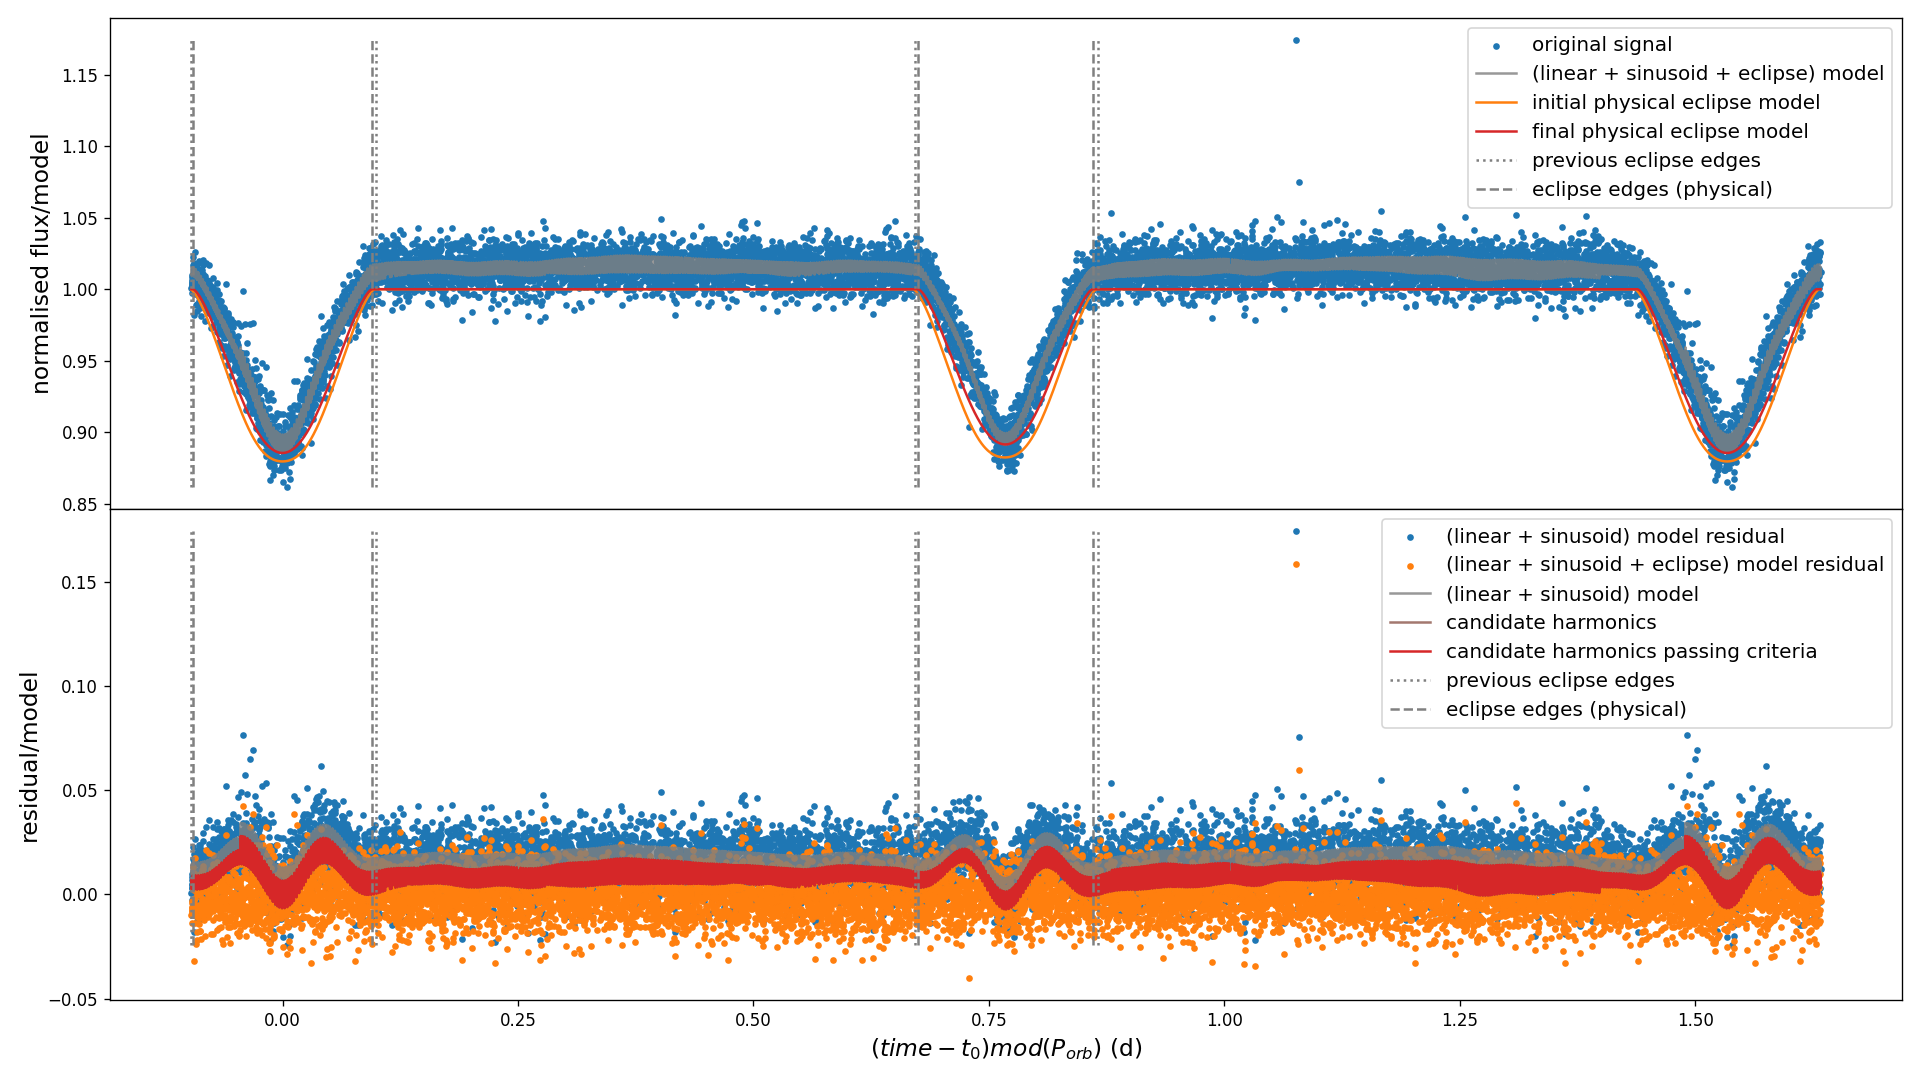 normalised flux/model
1.15
1.10
1.05
1.00
0.95
0.90
0.85
original signal
(linear + sinusoid + eclipse) model
initial physical eclipse model
final physical eclipse model
previous eclipse edges
eclipse edges (physical)
residual/model
0.15
0.10
0.05
0.00
−0.05
(linear + sinusoid) model residual
(linear + sinusoid + eclipse) model residual
(linear + sinusoid) model
candidate harmonics
candidate harmonics passing criteria
previous eclipse edges
eclipse edges (physical)
0.00 0.25 0.50 0.75 1.00 1.25 1.50
(time − t₀)mod(P_orb) (d)